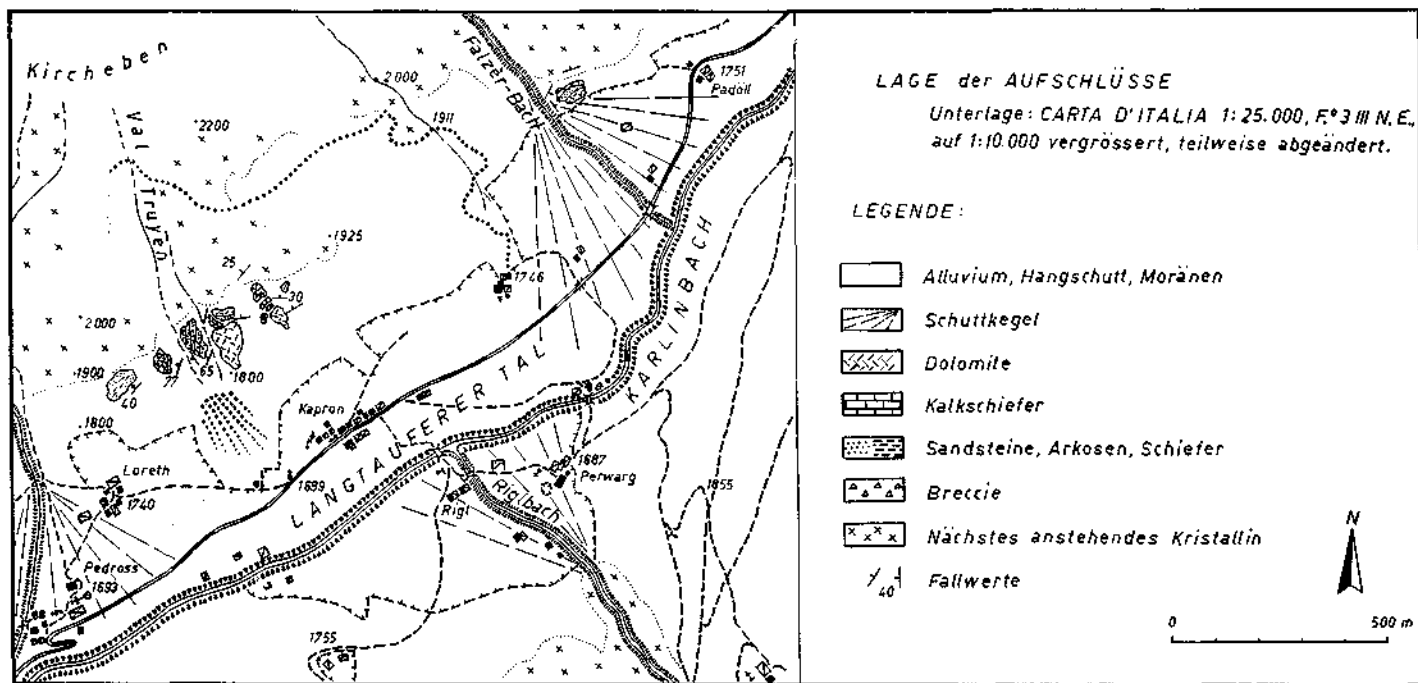 Kircheben
Val Truyen
Falzer-Bach
2000
1911
2200
1751
Padöll
1925
25
30
1746
2000
1900
65
77
40
1800
1800
Kapron
LANGTAUFERER TAL
KARLINBACH
Loreth
1740
1699
1687
Perwarg
Riglbach
Rigl
1855
Pedross
1693
1755
LAGE der AUFSCHLÜSSE
Unterlage: CARTA D'ITALIA 1:25.000, F.° 3 III N.E.,
auf 1:10.000 vergrössert, teilweise abgeändert.
LEGENDE:
Alluvium, Hangschutt, Moränen
Schuttkegel
Dolomite
Kalkschiefer
Sandsteine, Arkosen, Schiefer
Breccie
Nächstes anstehendes Kristallin
40
Fallwerte
N
0 500 m